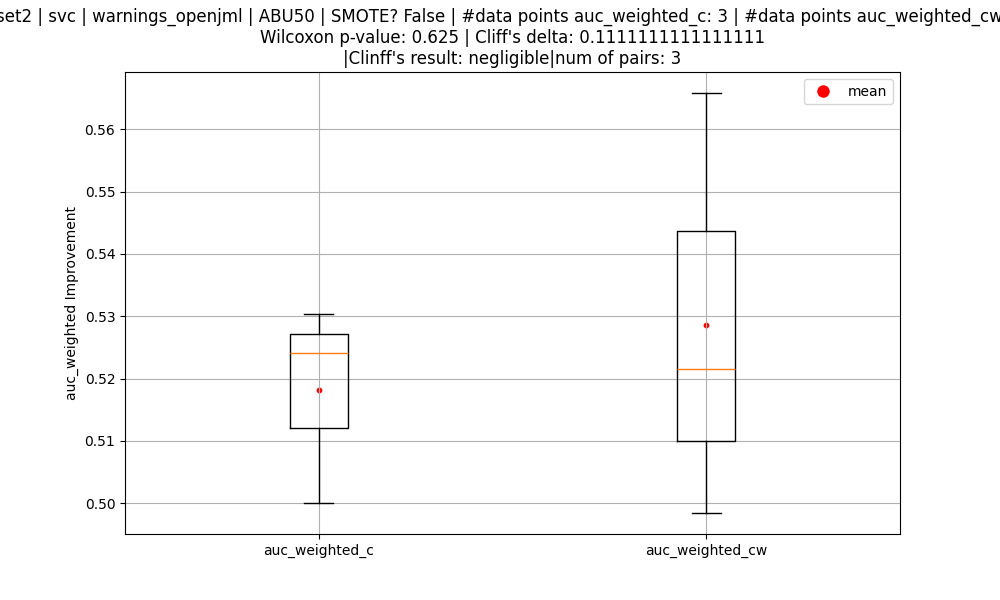 set2 | svc | warnings_openjml | ABU50 | SMOTE? False | #data points auc_weighted_c: 3 | #data points auc_weighted_cw
Wilcoxon p-value: 0.625 | Cliff's delta: 0.1111111111111111
|Clinff's result: negligible|num of pairs: 3
mean
0.56
0.55
0.54
0.53
0.52
0.51
0.50
auc_weighted Improvement
auc_weighted_c
auc_weighted_cw